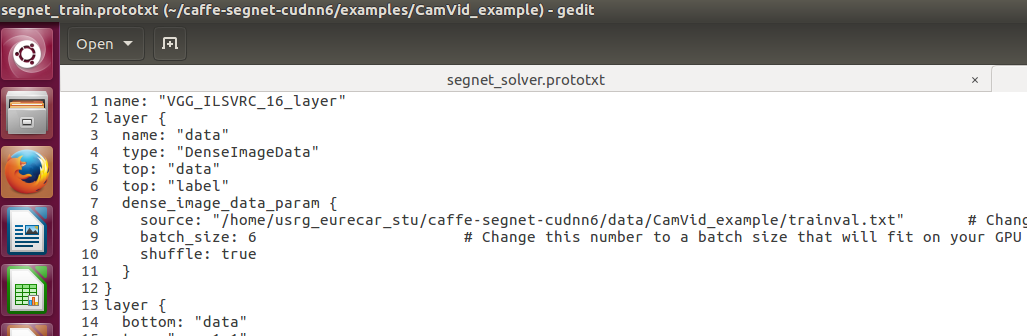 segnet_train.prototxt (~/caffe-segnet-cudnn6/examples/CamVid_example) - gedit
Open
segnet_solver.prototxt ×
1 name: "VGG_ILSVRC_16_layer"
2 layer {
3 name: "data"
4 type: "DenseImageData"
5 top: "data"
6 top: "label"
7 dense_image_data_param {
8 source: "/home/usrg_eurecar_stu/caffe-segnet-cudnn6/data/CamVid_example/trainval.txt" # Chang
9 batch_size: 6 # Change this number to a batch size that will fit on your GPU
10 shuffle: true
11 }
12 }
13 layer {
14 bottom: "data"